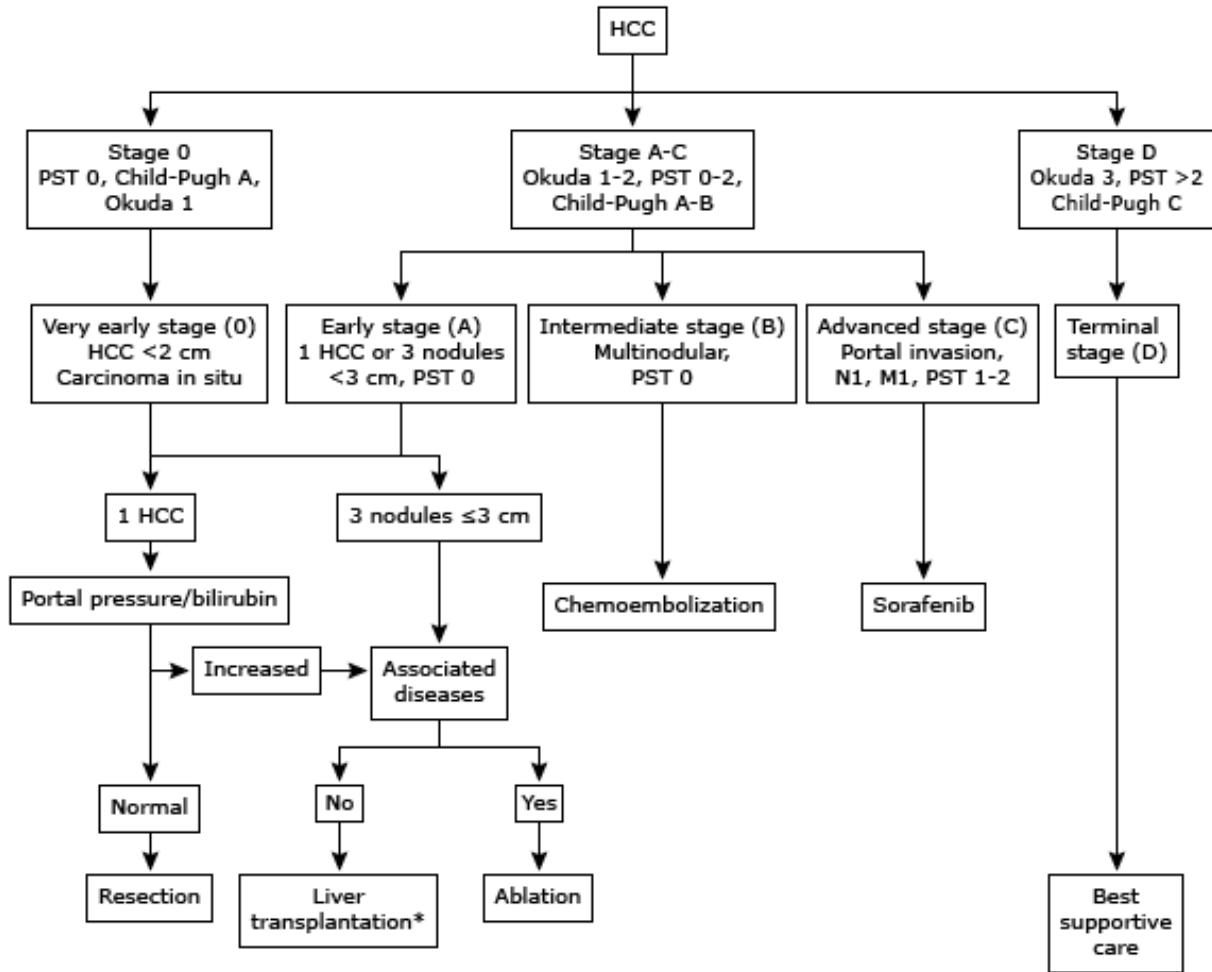 HCC
Stage 0
PST 0, Child-Pugh A,
Okuda 1
Stage A-C
Okuda 1-2, PST 0-2,
Child-Pugh A-B
Stage D
Okuda 3, PST >2
Child-Pugh C
Very early stage (0)
HCC <2 cm
Carcinoma in situ
Early stage (A)
1 HCC or 3 nodules
<3 cm, PST 0
Intermediate stage (B)
Multinodular,
PST 0
Advanced stage (C)
Portal invasion,
N1, M1, PST 1-2
Terminal
stage (D)
1 HCC
3 nodules ≤3 cm
Portal pressure/bilirubin
Chemoembolization
Sorafenib
Increased
Associated
diseases
Normal
No
Yes
Resection
Liver
transplantation*
Ablation
Best
supportive
care